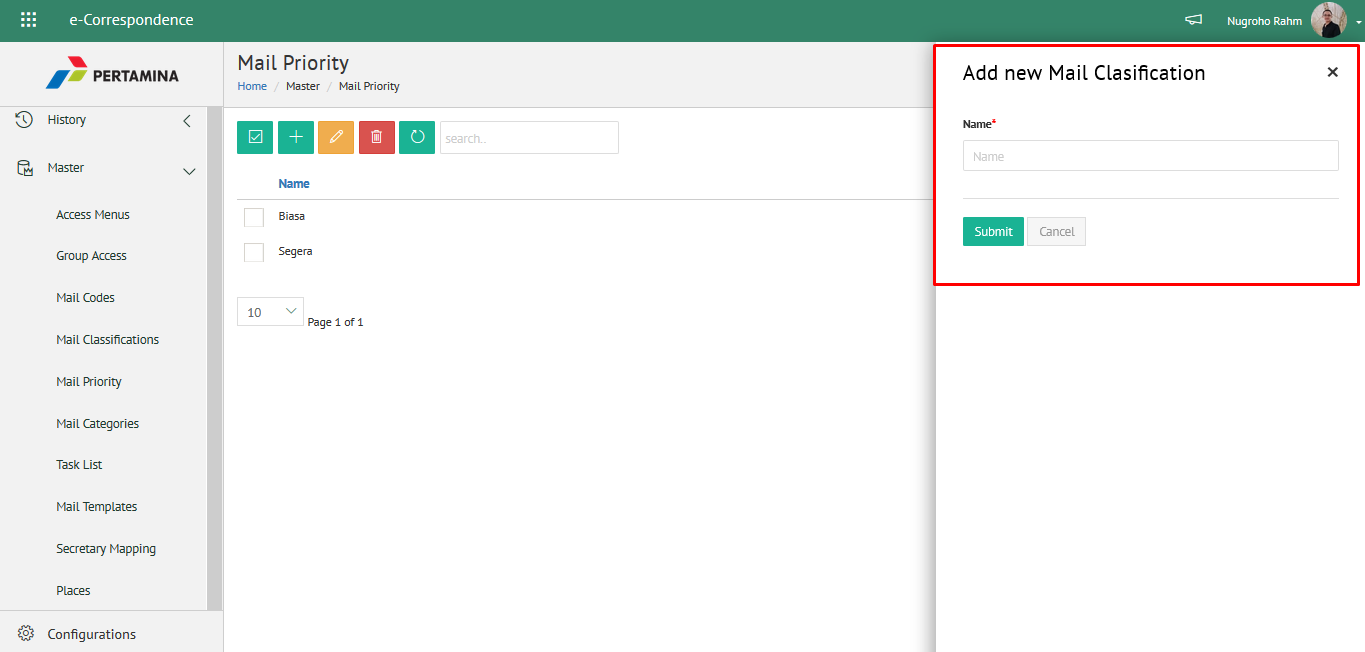 e-Correspondence
Nugroho Rahm
PERTAMINA
History
Master
Access Menus
Group Access
Mail Codes
Mail Classifications
Mail Priority
Mail Categories
Task List
Mail Templates
Secretary Mapping
Places
Configurations
Mail Priority
Home / Master / Mail Priority
search..
Name
Biasa
Segera
10
Page 1 of 1
Add new Mail Clasification
×
Name*
Name
Submit Cancel